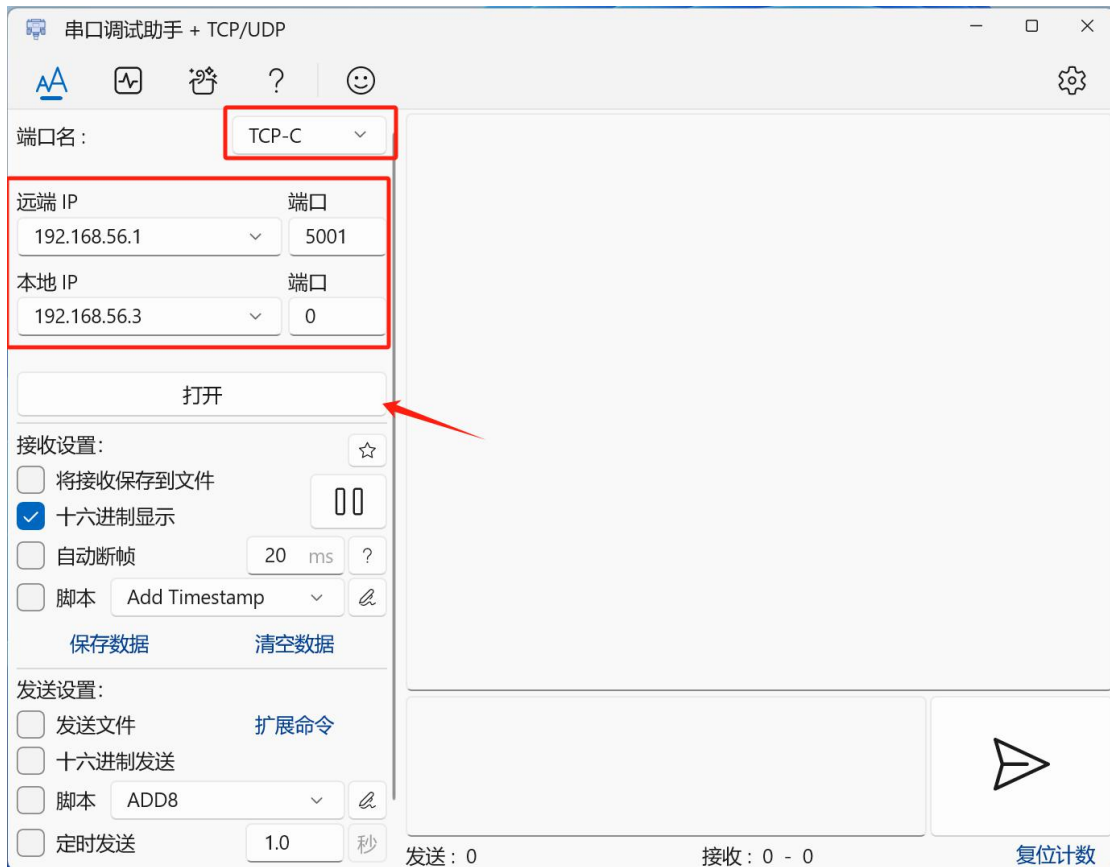 串口调试助手 + TCP/UDP
端口名： TCP-C
远端 IP 端口
192.168.56.1 5001
本地 IP 端口
192.168.56.3 0
打开
接收设置：
将接收保存到文件
十六进制显示
自动断帧 20 ms ?
脚本 Add Timestamp
保存数据 清空数据
发送设置：
发送文件 扩展命令
十六进制发送
脚本 ADD8
定时发送 1.0 秒
发送：0 接收：0 - 0 复位计数